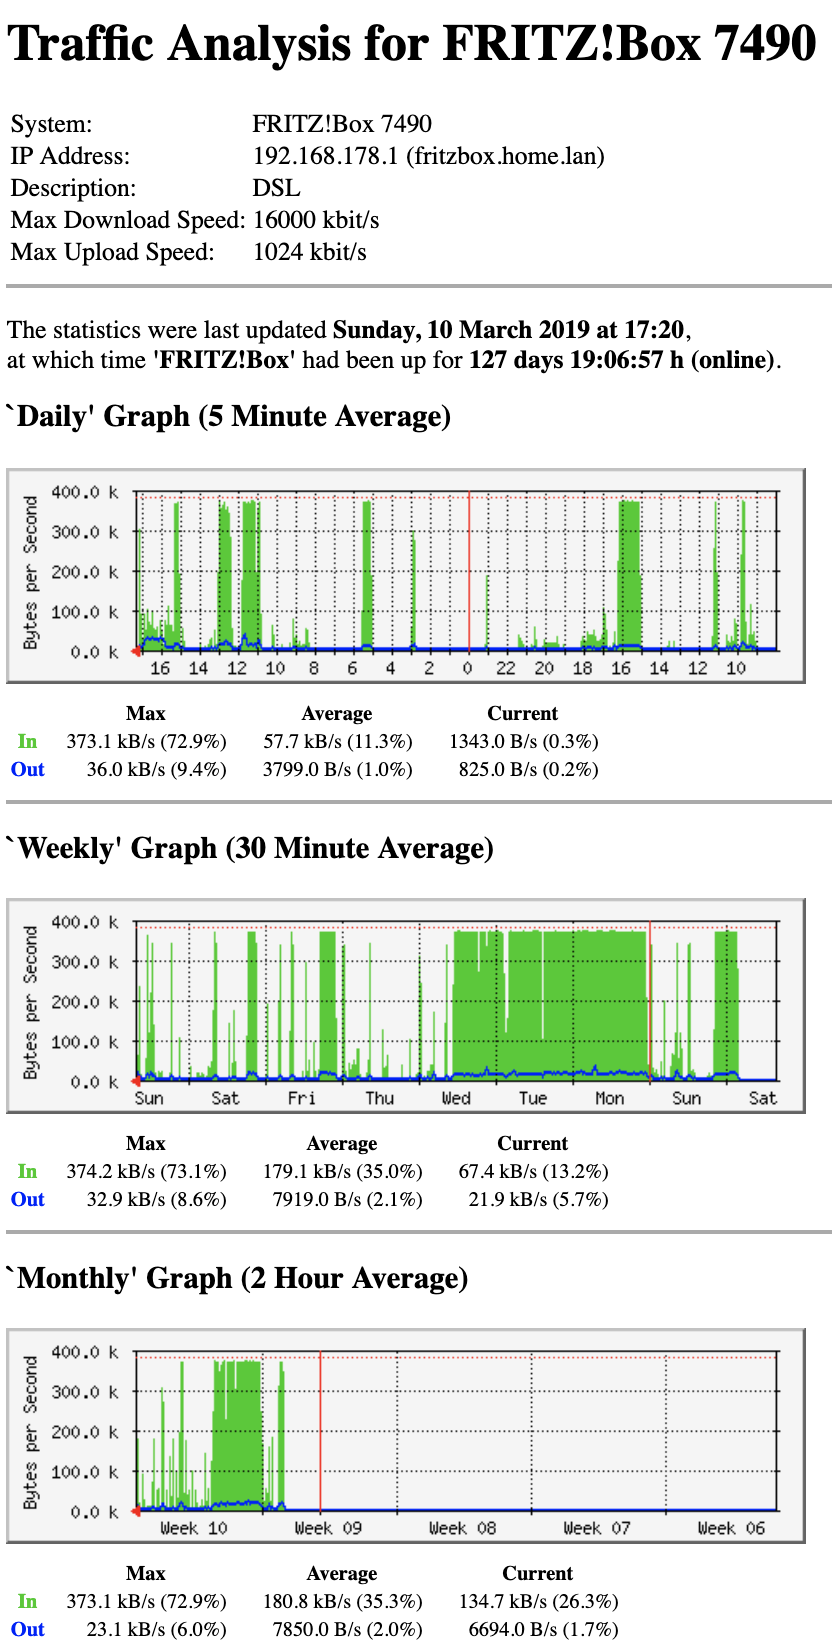 Traffic Analysis for FRITZ!Box 7490
System: FRITZ!Box 7490
IP Address: 192.168.178.1 (fritzbox.home.lan)
Description: DSL
Max Download Speed: 16000 kbit/s
Max Upload Speed: 1024 kbit/s
The statistics were last updated Sunday, 10 March 2019 at 17:20,
at which time 'FRITZ!Box' had been up for 127 days 19:06:57 h (online).
`Daily' Graph (5 Minute Average)
Bytes per Second
400.0 k
300.0 k
200.0 k
100.0 k
0.0 k
16 14 12 10 8 6 4 2 0 22 20 18 16 14 12 10
Max Average Current
In 373.1 kB/s (72.9%) 57.7 kB/s (11.3%) 1343.0 B/s (0.3%)
Out 36.0 kB/s (9.4%) 3799.0 B/s (1.0%) 825.0 B/s (0.2%)
`Weekly' Graph (30 Minute Average)
Bytes per Second
400.0 k
300.0 k
200.0 k
100.0 k
0.0 k
Sun Sat Fri Thu Wed Tue Mon Sun Sat
Max Average Current
In 374.2 kB/s (73.1%) 179.1 kB/s (35.0%) 67.4 kB/s (13.2%)
Out 32.9 kB/s (8.6%) 7919.0 B/s (2.1%) 21.9 kB/s (5.7%)
`Monthly' Graph (2 Hour Average)
Bytes per Second
400.0 k
300.0 k
200.0 k
100.0 k
0.0 k
Week 10 Week 09 Week 08 Week 07 Week 06
Max Average Current
In 373.1 kB/s (72.9%) 180.8 kB/s (35.3%) 134.7 kB/s (26.3%)
Out 23.1 kB/s (6.0%) 7850.0 B/s (2.0%) 6694.0 B/s (1.7%)